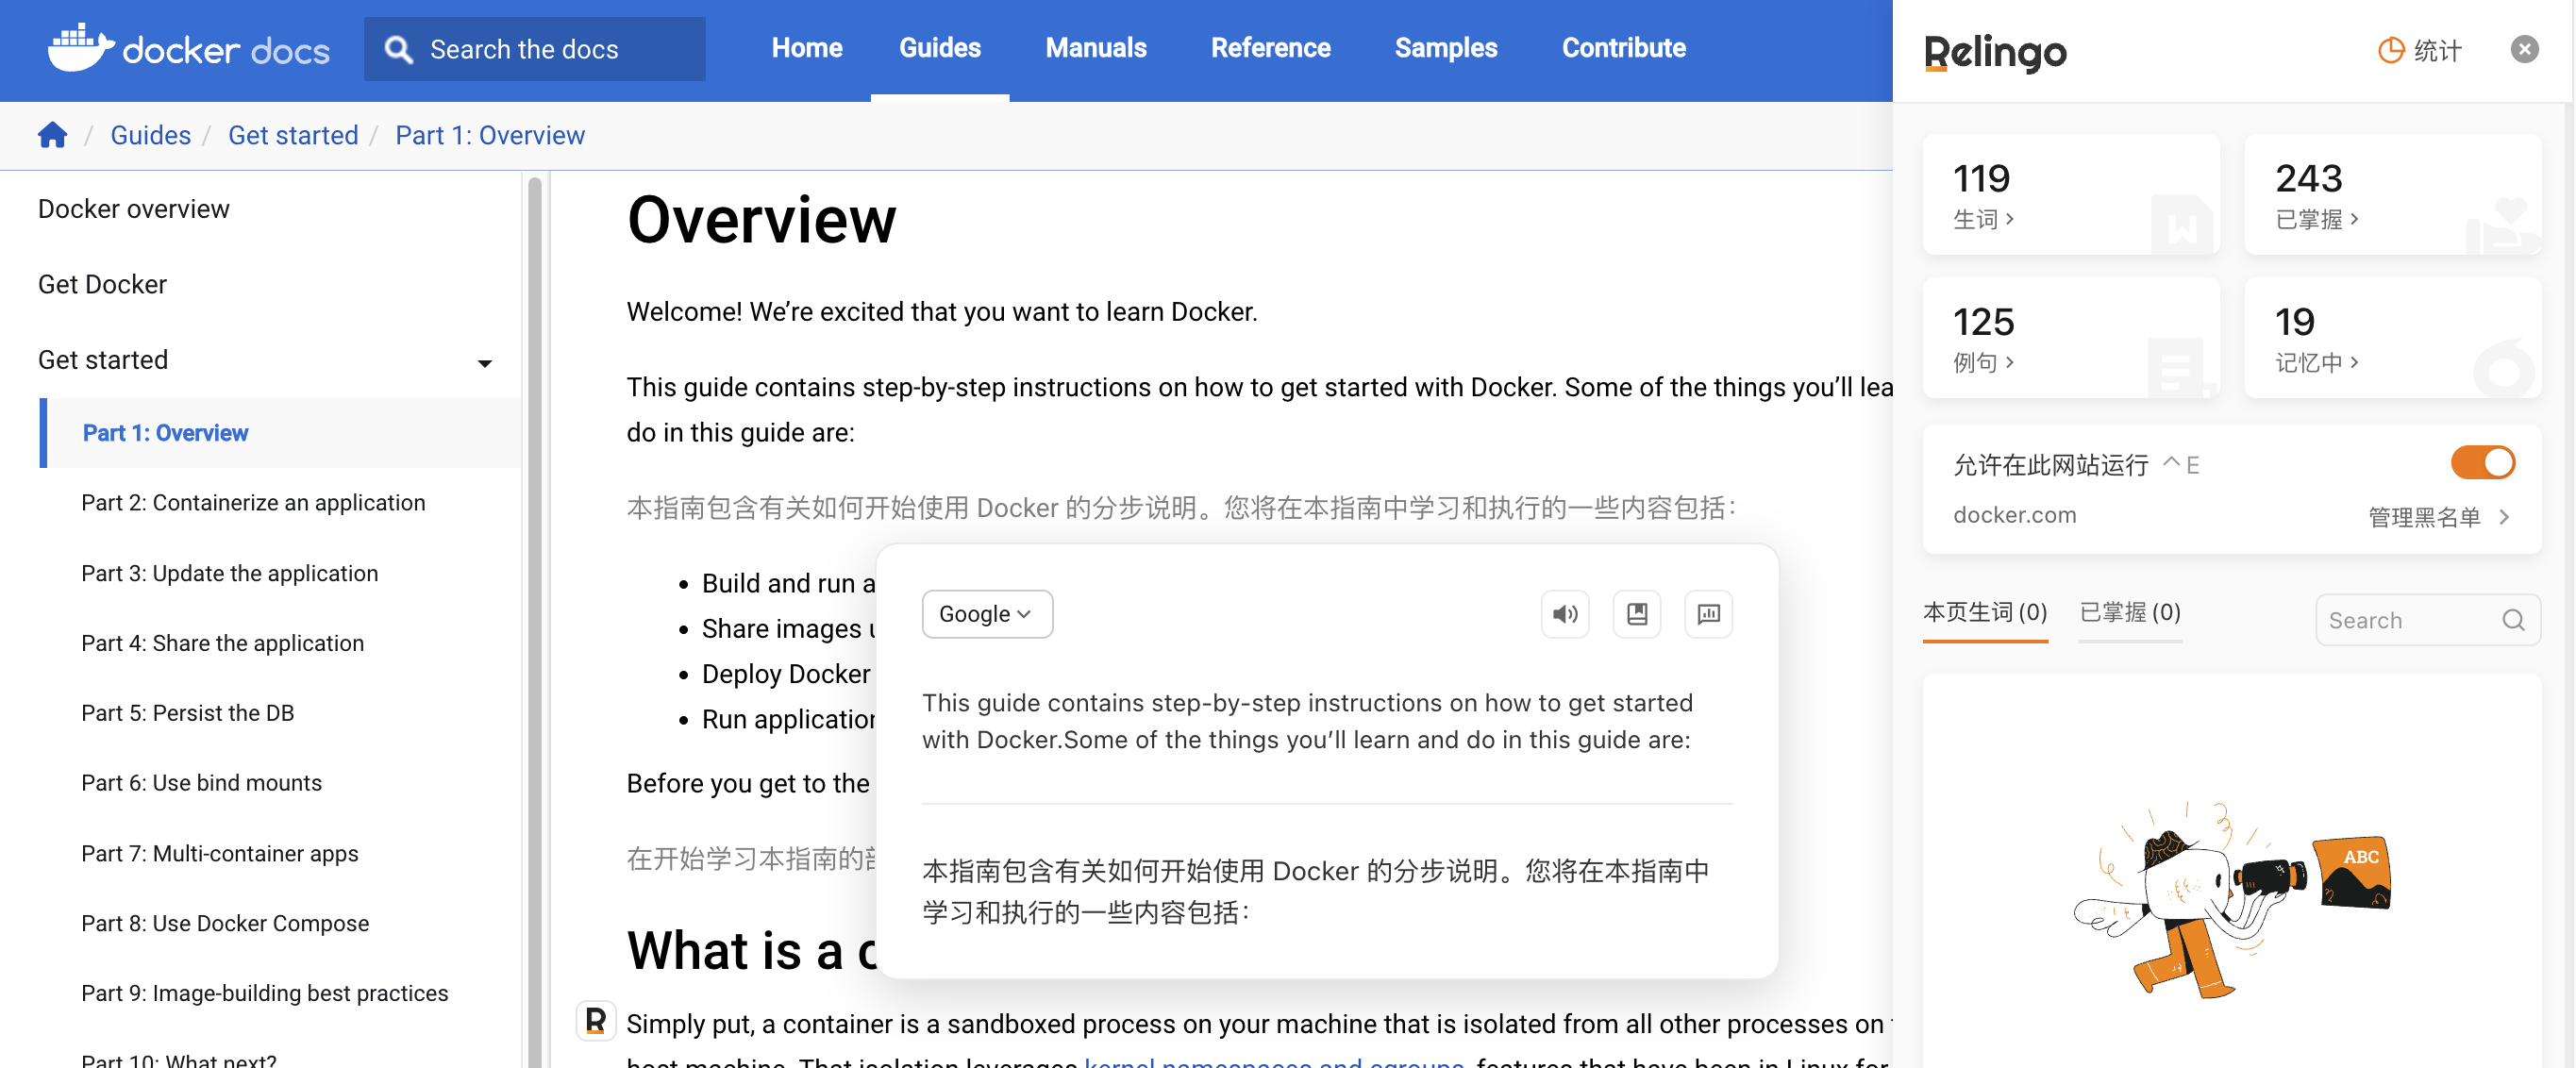 docker docs
Search the docs
Home
Guides
Manuals
Reference
Samples
Contribute
/ Guides / Get started / Part 1: Overview
Docker overview
Get Docker
Get started
Part 1: Overview
Part 2: Containerize an application
Part 3: Update the application
Part 4: Share the application
Part 5: Persist the DB
Part 6: Use bind mounts
Part 7: Multi-container apps
Part 8: Use Docker Compose
Part 9: Image-building best practices
Part 10: What next?
Overview
Welcome! We’re excited that you want to learn Docker.
This guide contains step-by-step instructions on how to get started with Docker. Some of the things you’ll lea
do in this guide are:
本指南包含有关如何开始使用 Docker 的分步说明。您将在本指南中学习和执行的一些内容包括：
Build and run a
Share images
Deploy Docker
Run application
Before you get to the
在开始学习本指南的部
What is a
R
Simply put, a container is a sandboxed process on your machine that is isolated from all other processes on
host machine. That isolation leverages kernel namespaces and cgroups, features that have been in Linux for
Google
This guide contains step-by-step instructions on how to get started
with Docker.Some of the things you’ll learn and do in this guide are:
本指南包含有关如何开始使用 Docker 的分步说明。您将在本指南中
学习和执行的一些内容包括：
Relingo
统计
119
生词 >
W
243
已掌握 >
125
例句 >
19
记忆中 >
允许在此网站运行 ^ E
docker.com
管理黑名单 >
本页生词 (0)
已掌握 (0)
Search
ABC